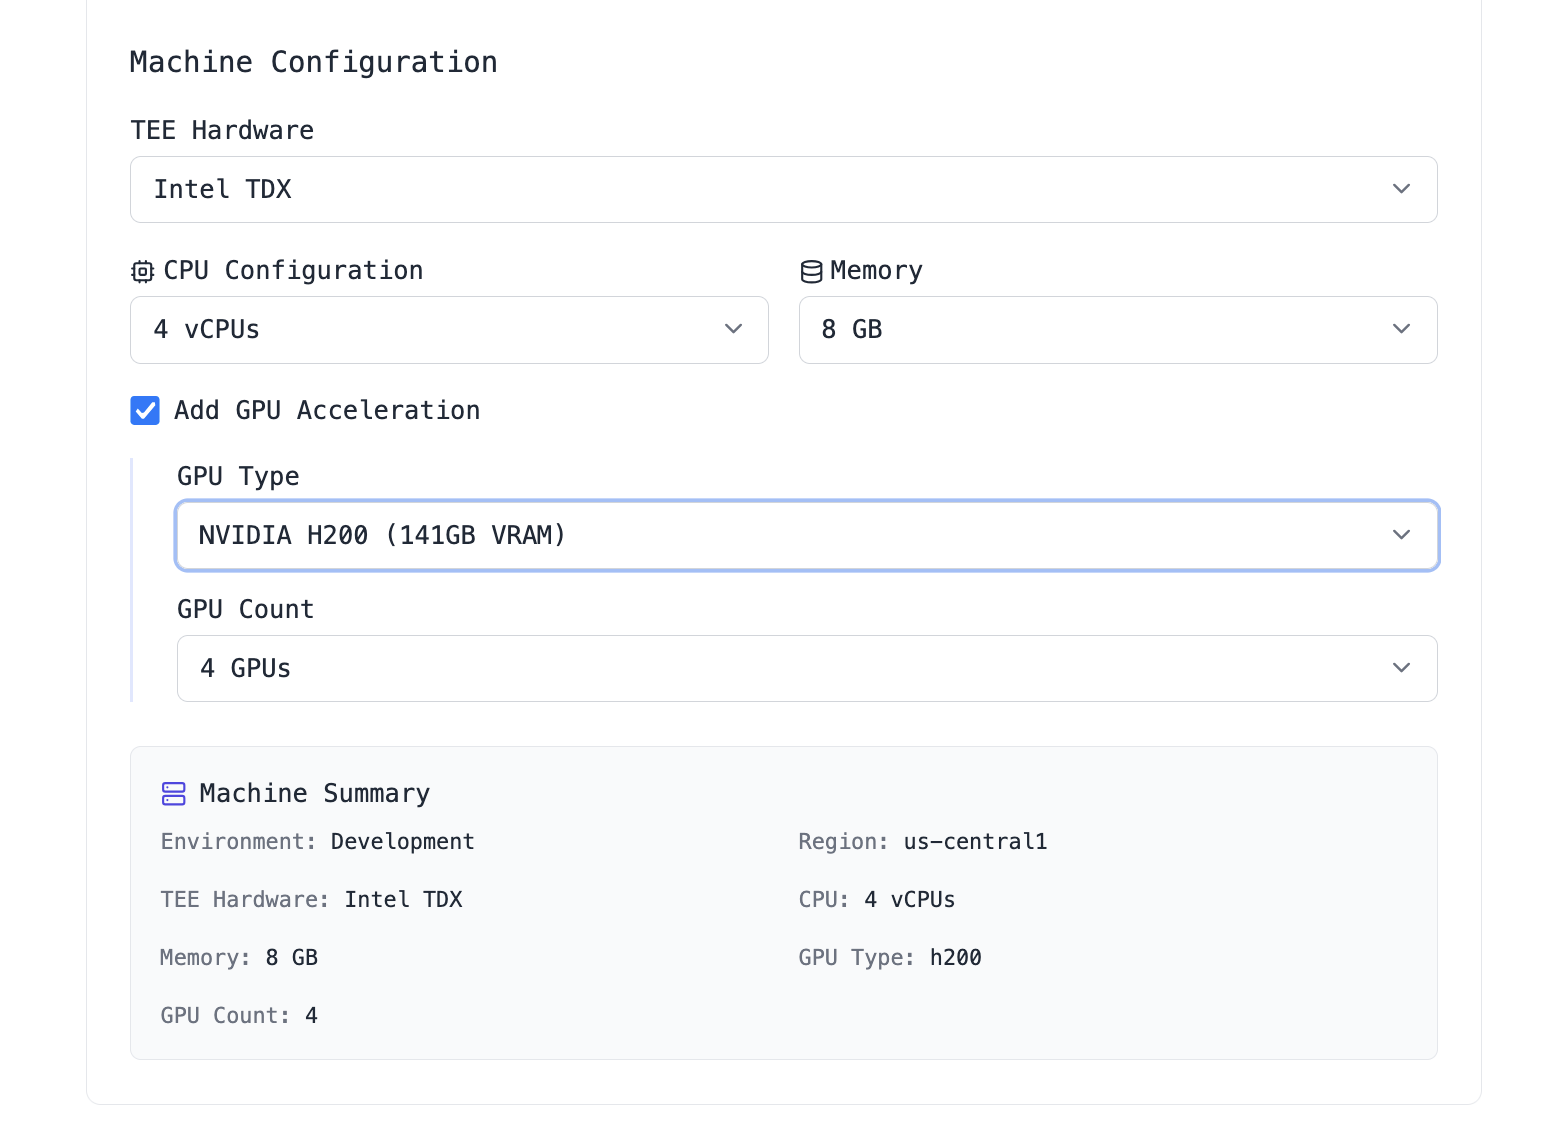 Machine Configuration
TEE Hardware
Intel TDX
CPU Configuration
4 vCPUs
Memory
8 GB
Add GPU Acceleration
GPU Type
NVIDIA H200 (141GB VRAM)
GPU Count
4 GPUs
Machine Summary
Environment: Development
Region: us-central1
TEE Hardware: Intel TDX
CPU: 4 vCPUs
Memory: 8 GB
GPU Type: h200
GPU Count: 4